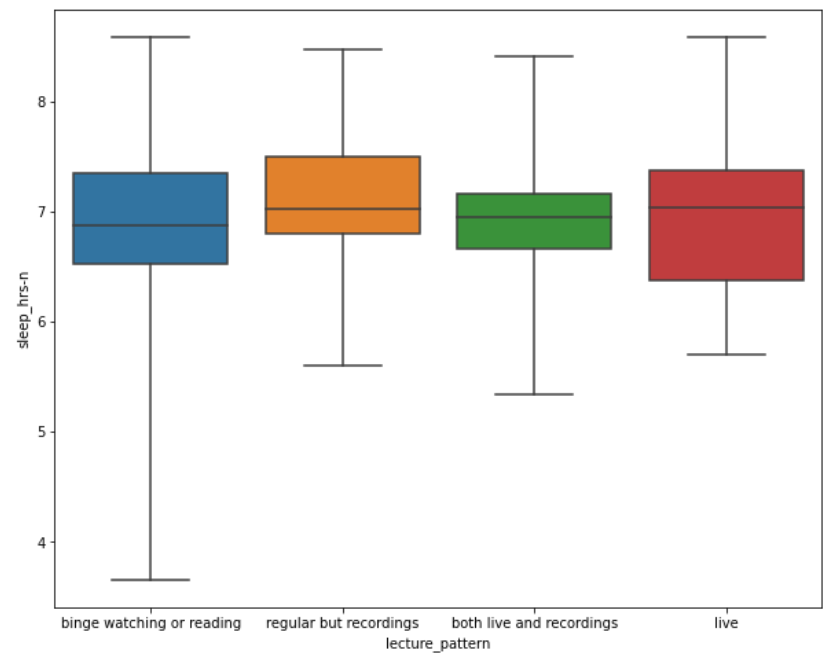 8
7
6
5
4
sleep_hrs-n
binge watching or reading
regular but recordings
both live and recordings
live
lecture_pattern